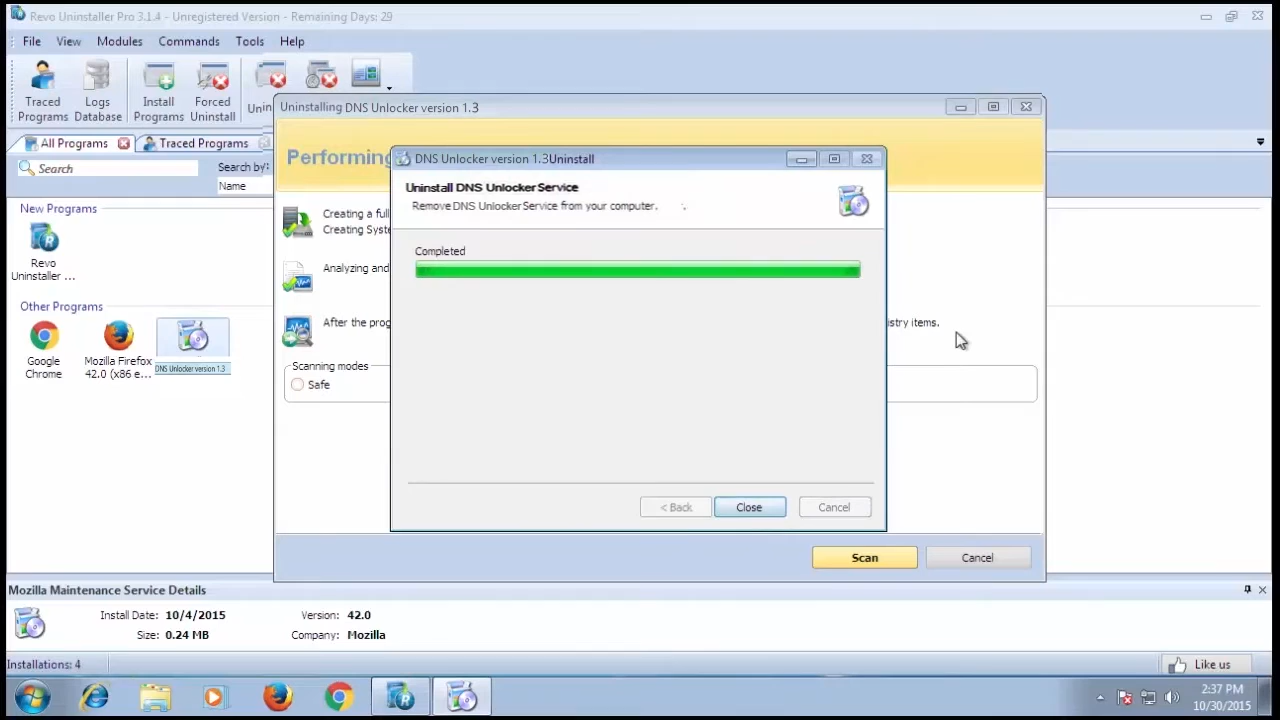 Revo Uninstaller Pro 3.1.4 - Unregistered Version - Remaining Days: 29
File View Modules Commands Tools Help
Traced Programs
Logs Database
Install Programs
Forced Uninstall
Unin
Uninstalling DNS Unlocker version 1.3
All Programs
Traced Programs
Search
Search by:
Name
Performing
DNS Unlocker version 1.3Uninstall
Uninstall DNS Unlocker Service
Remove DNS Unlocker Service from your computer.
Completed
Creating a full
Creating Syste
Analyzing and
After the prog
istry items.
Scanning modes
Safe
New Programs
Revo
Uninstaller ...
Other Programs
Google
Chrome
Mozilla Firefox
42.0 (x86 e...
DNS Unlocker version 1.3
< Back
Close
Cancel
Scan
Cancel
Mozilla Maintenance Service Details
Install Date: 10/4/2015
Version: 42.0
Size: 0.24 MB
Company: Mozilla
Installations: 4
Like us
2:37 PM
10/30/2015